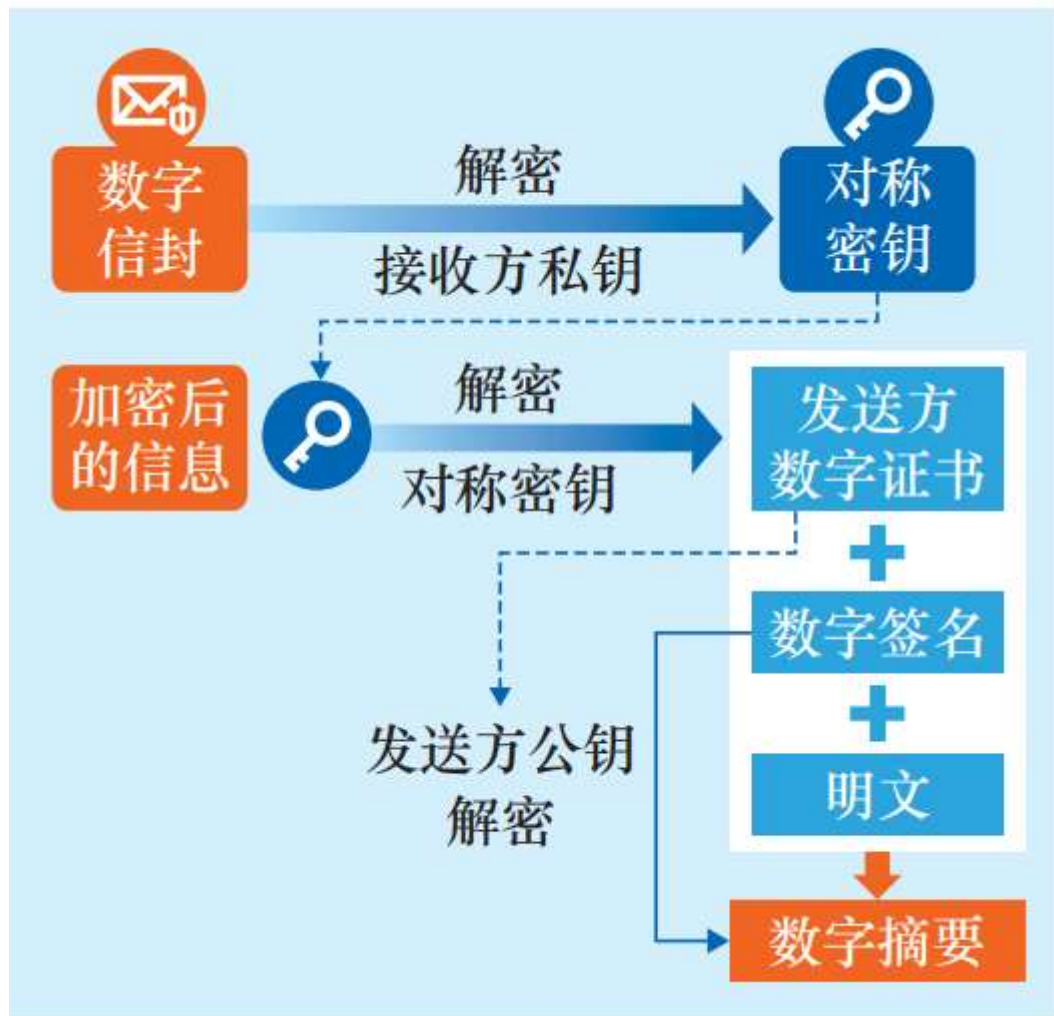 数字
信封
解密
接收方私钥
对称
密钥
加密后
的信息
解密
对称密钥
发送方
数字证书
数字签名
明文
发送方公钥
解密
数字摘要